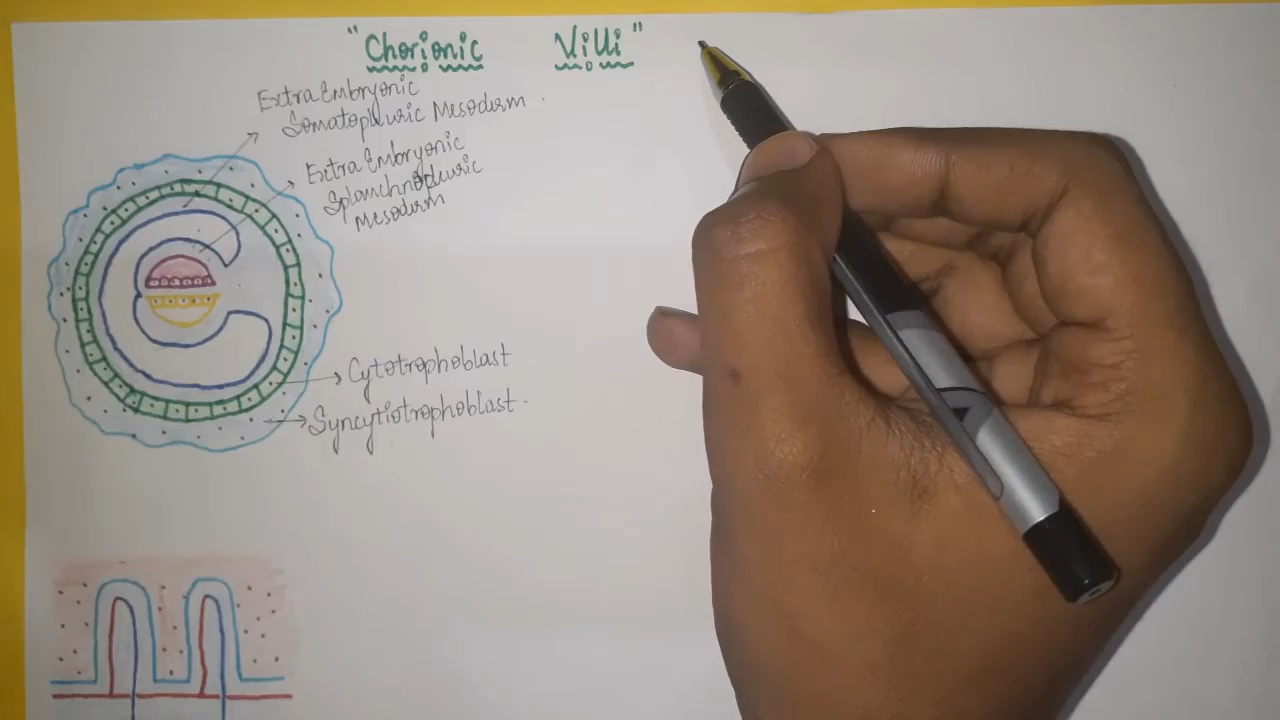 "Chorionic Villi"
Extra Embryonic
Somatopleuric Mesoderm
Extra Embryonic
Splanchnopleuric
Mesoderm
Cytotrophoblast
Syncytiotrophoblast